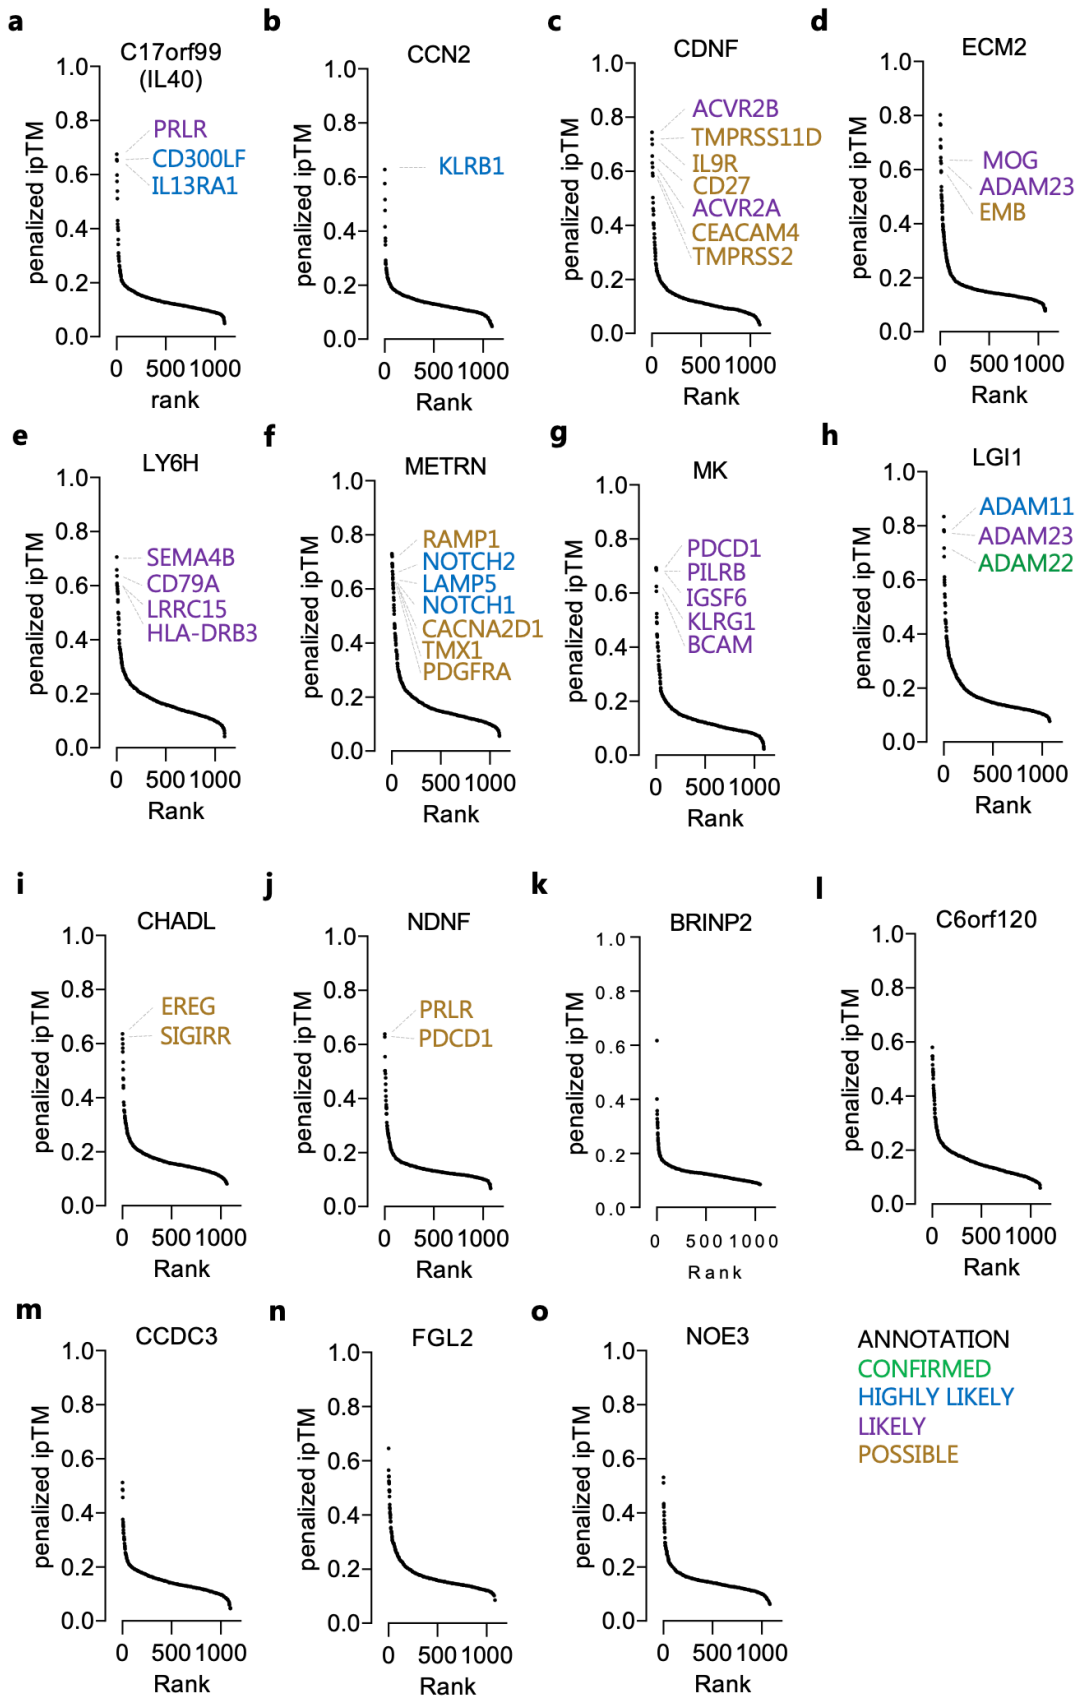 a
C17orf99
(IL40)
1.0
0.8
0.6
0.4
0.2
0.0
penalized ipTM
PRLR
CD300LF
IL13RA1
0
500
1000
rank
b
CCN2
1.0
0.8
0.6
0.4
0.2
0.0
penalized ipTM
KLRB1
0
500
1000
Rank
c
CDNF
1.0
0.8
0.6
0.4
0.2
0.0
penalized ipTM
ACVR2B
TMPRSS11D
IL9R
CD27
ACVR2A
CEACAM4
TMPRSS2
0
500
1000
Rank
d
ECM2
1.0
0.8
0.6
0.4
0.2
0.0
penalized ipTM
MOG
ADAM23
EMB
0
500
1000
Rank
e
LY6H
1.0
0.8
0.6
0.4
0.2
0.0
penalized ipTM
SEMA4B
CD79A
LRRC15
HLA-DRB3
0
500
1000
Rank
f
METRN
1.0
0.8
0.6
0.4
0.2
0.0
penalized ipTM
RAMP1
NOTCH2
LAMP5
NOTCH1
CACNA2D1
TMX1
PDGFRA
0
500
1000
Rank
g
MK
1.0
0.8
0.6
0.4
0.2
0.0
penalized ipTM
PDCD1
PILRB
IGSF6
KLRG1
BCAM
0
500
1000
Rank
h
LGI1
1.0
0.8
0.6
0.4
0.2
0.0
penalized ipTM
ADAM11
ADAM23
ADAM22
0
500
1000
Rank
i
CHADL
1.0
0.8
0.6
0.4
0.2
0.0
penalized ipTM
EREG
SIGIRR
0
500
1000
Rank
j
NDNF
1.0
0.8
0.6
0.4
0.2
0.0
penalized ipTM
PRLR
PDCD1
0
500
1000
Rank
k
BRINP2
1.0
0.8
0.6
0.4
0.2
0.0
penalized ipTM
0
500
1000
Rank
l
C6orf120
1.0
0.8
0.6
0.4
0.2
0.0
penalized ipTM
0
500
1000
Rank
m
CCDC3
1.0
0.8
0.6
0.4
0.2
0.0
penalized ipTM
0
500
1000
Rank
n
FGL2
1.0
0.8
0.6
0.4
0.2
0.0
penalized ipTM
0
500
1000
Rank
o
NOE3
1.0
0.8
0.6
0.4
0.2
0.0
penalized ipTM
0
500
1000
Rank
ANNOTATION
CONFIRMED
HIGHLY LIKELY
LIKELY
POSSIBLE